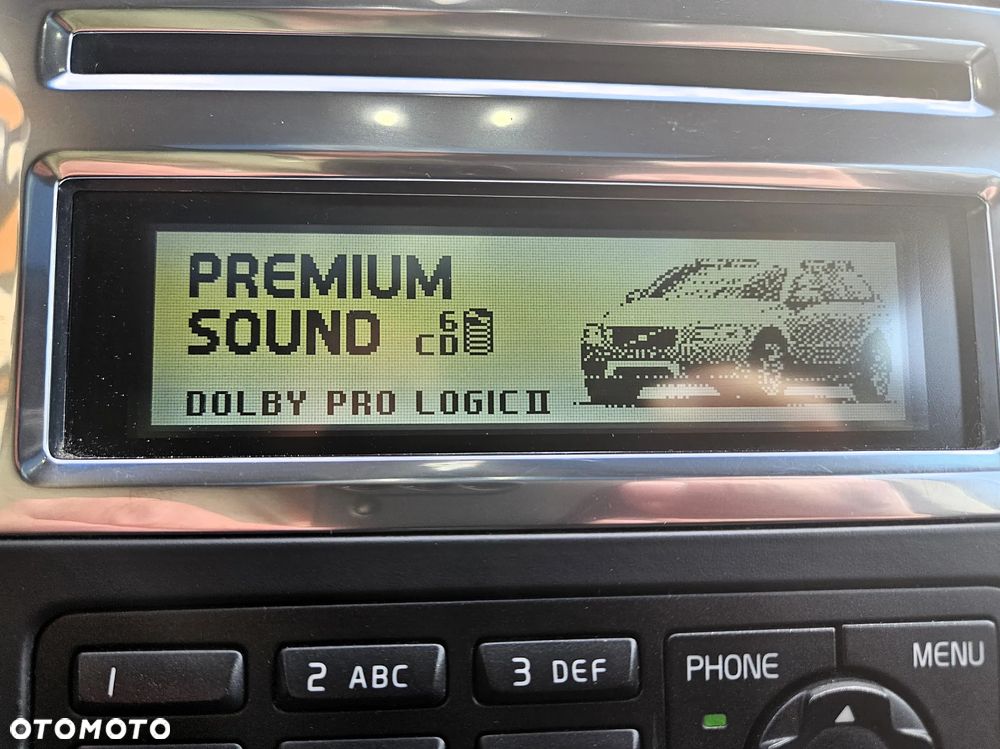 PREMIUM
SOUND 6 CD
DOLBY PRO LOGIC II
1
2 ABC
3 DEF
PHONE
MENU
OTOMOTO